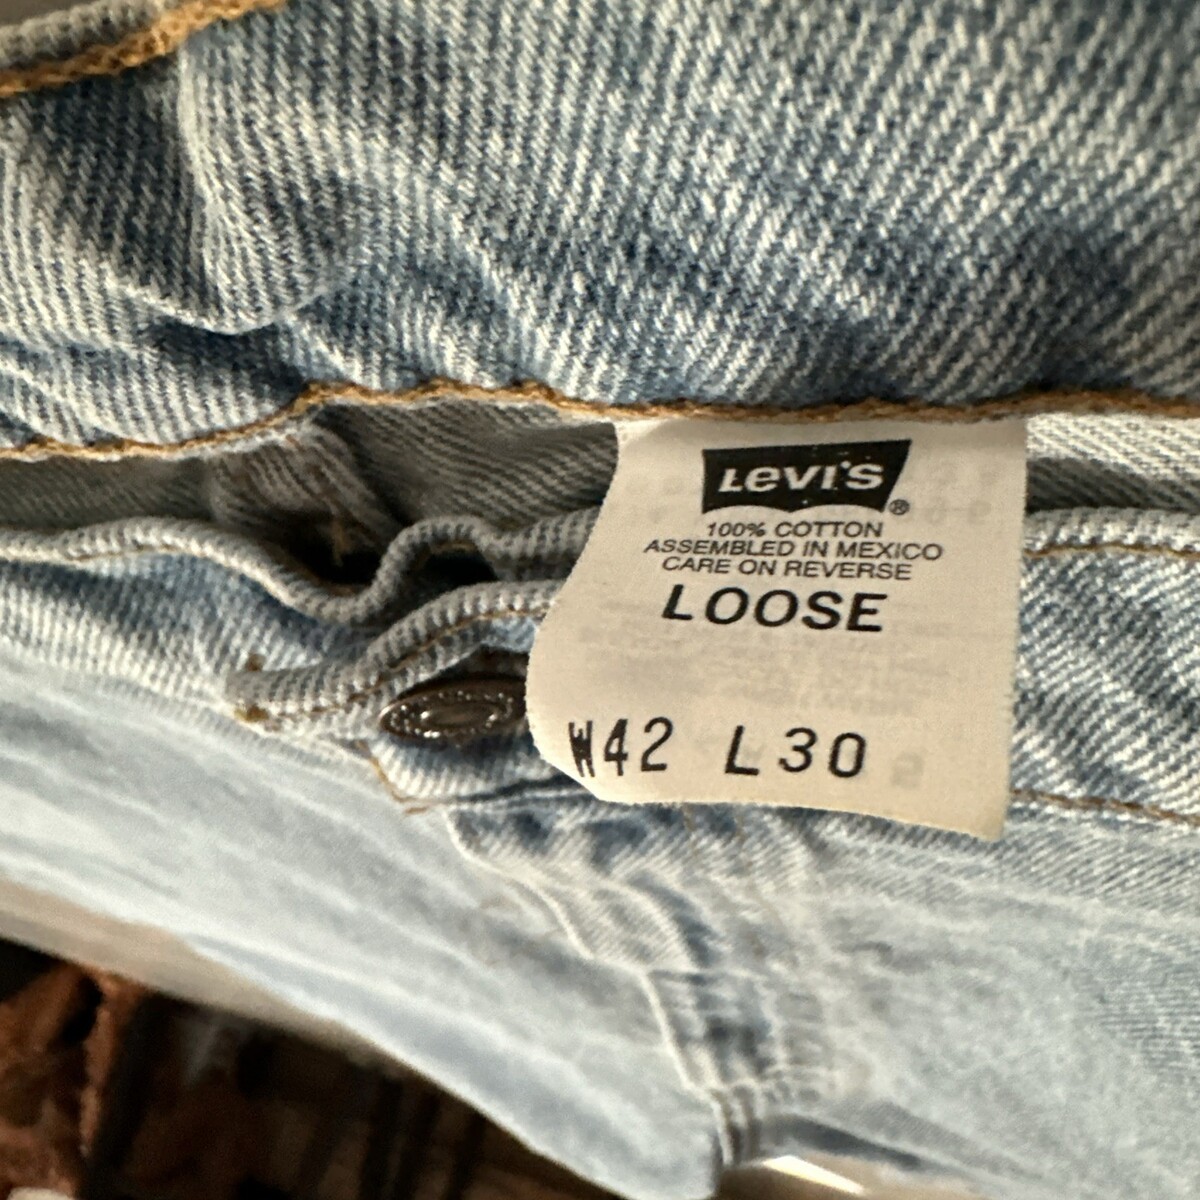 LEVI'S®
100% COTTON
ASSEMBLED IN MEXICO
CARE ON REVERSE
LOOSE
W42 L30